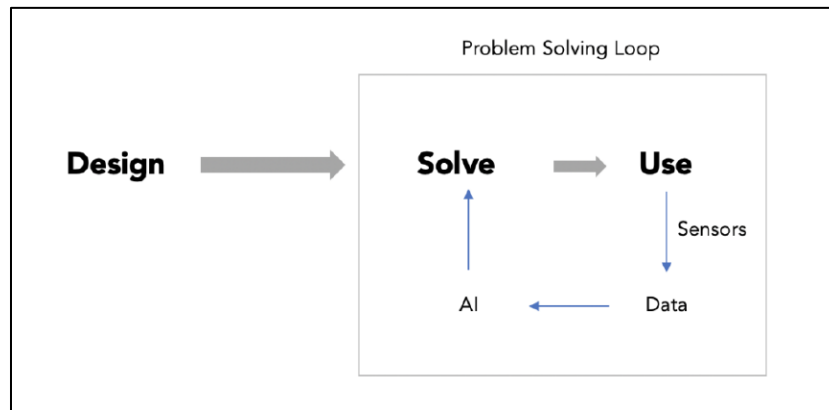 Problem Solving Loop
Design
Solve
Use
Sensors
AI
Data